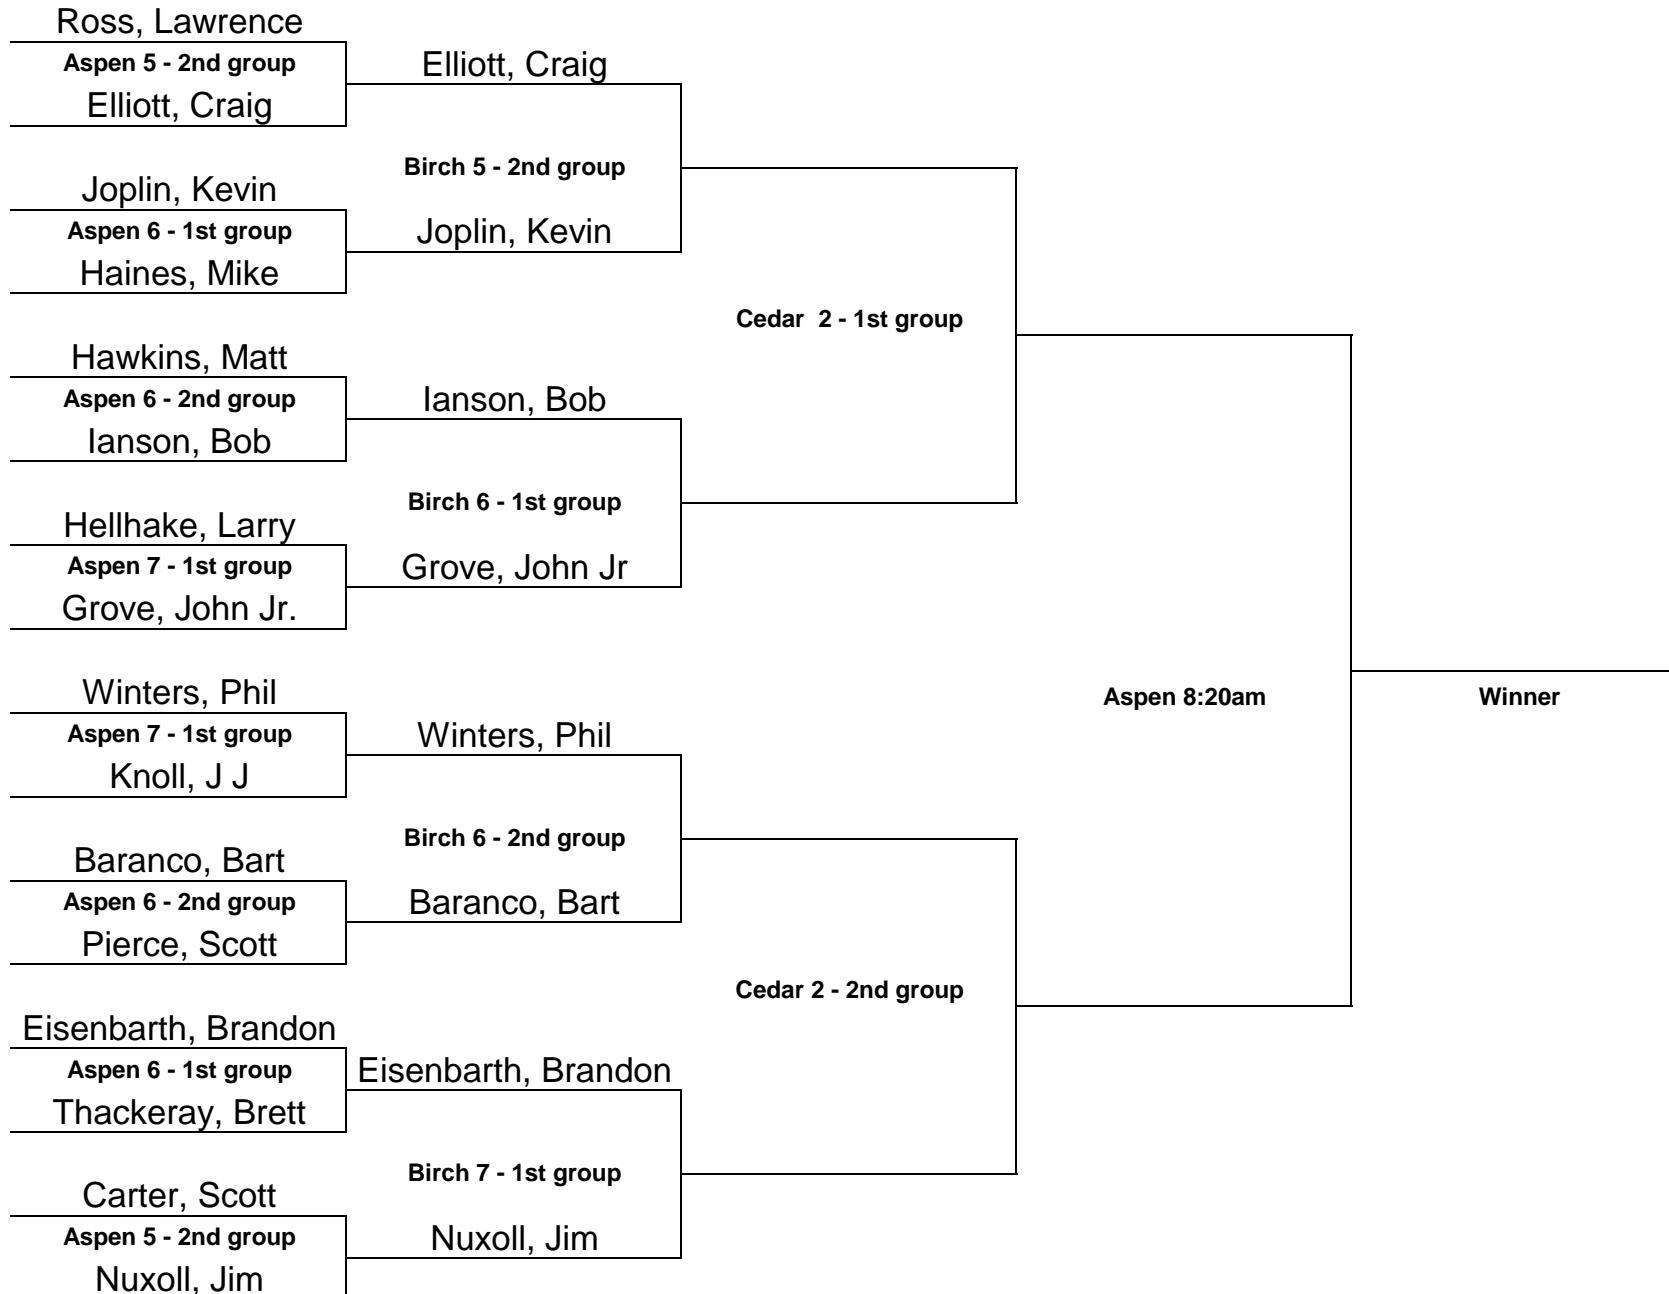 Ross, Lawrence
Aspen 5 - 2nd group
Elliott, Craig
Elliott, Craig
Birch 5 - 2nd group
Joplin, Kevin
Aspen 6 - 1st group
Joplin, Kevin
Haines, Mike
Cedar  2 - 1st group
Hawkins, Matt
Aspen 6 - 2nd group
Ianson, Bob
Ianson, Bob
Birch 6 - 1st group
Hellhake, Larry
Aspen 7 - 1st group
Grove, John Jr
Grove, John Jr.
Winters, Phil
Aspen 8:20am
Winner
Aspen 7 - 1st group
Winters, Phil
Knoll, J J
Birch 6 - 2nd group
Baranco, Bart
Aspen 6 - 2nd group
Baranco, Bart
Pierce, Scott
Cedar 2 - 2nd group
Eisenbarth, Brandon
Aspen 6 - 1st group
Eisenbarth, Brandon
Thackeray, Brett
Birch 7 - 1st group
Carter, Scott
Aspen 5 - 2nd group
Nuxoll, Jim
Nuxoll, Jim